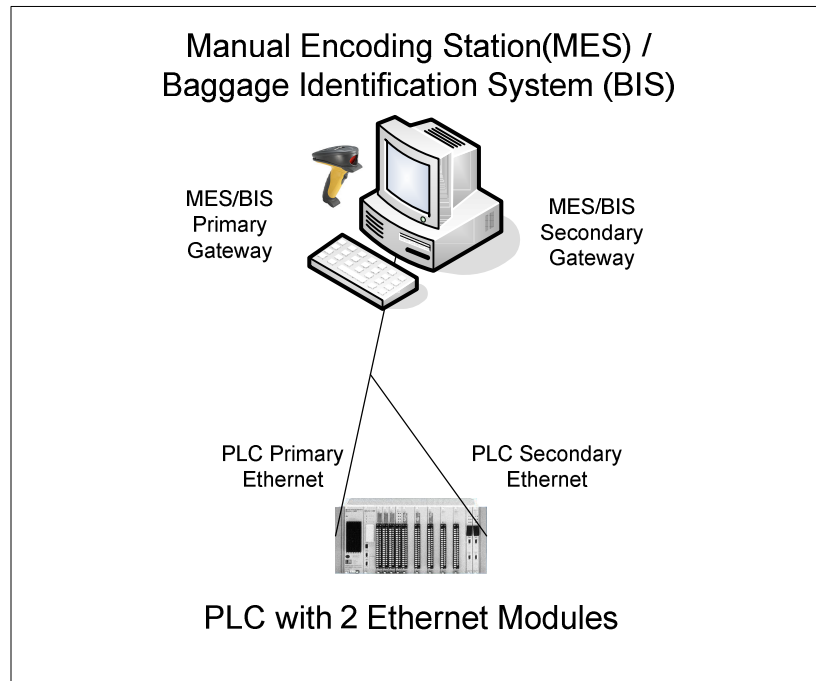 Manual Encoding Station(MES) /
Baggage Identification System (BIS)
MES/BIS
Primary
Gateway
MES/BIS
Secondary
Gateway
PLC Primary
Ethernet
PLC Secondary
Ethernet
PLC with 2 Ethernet Modules